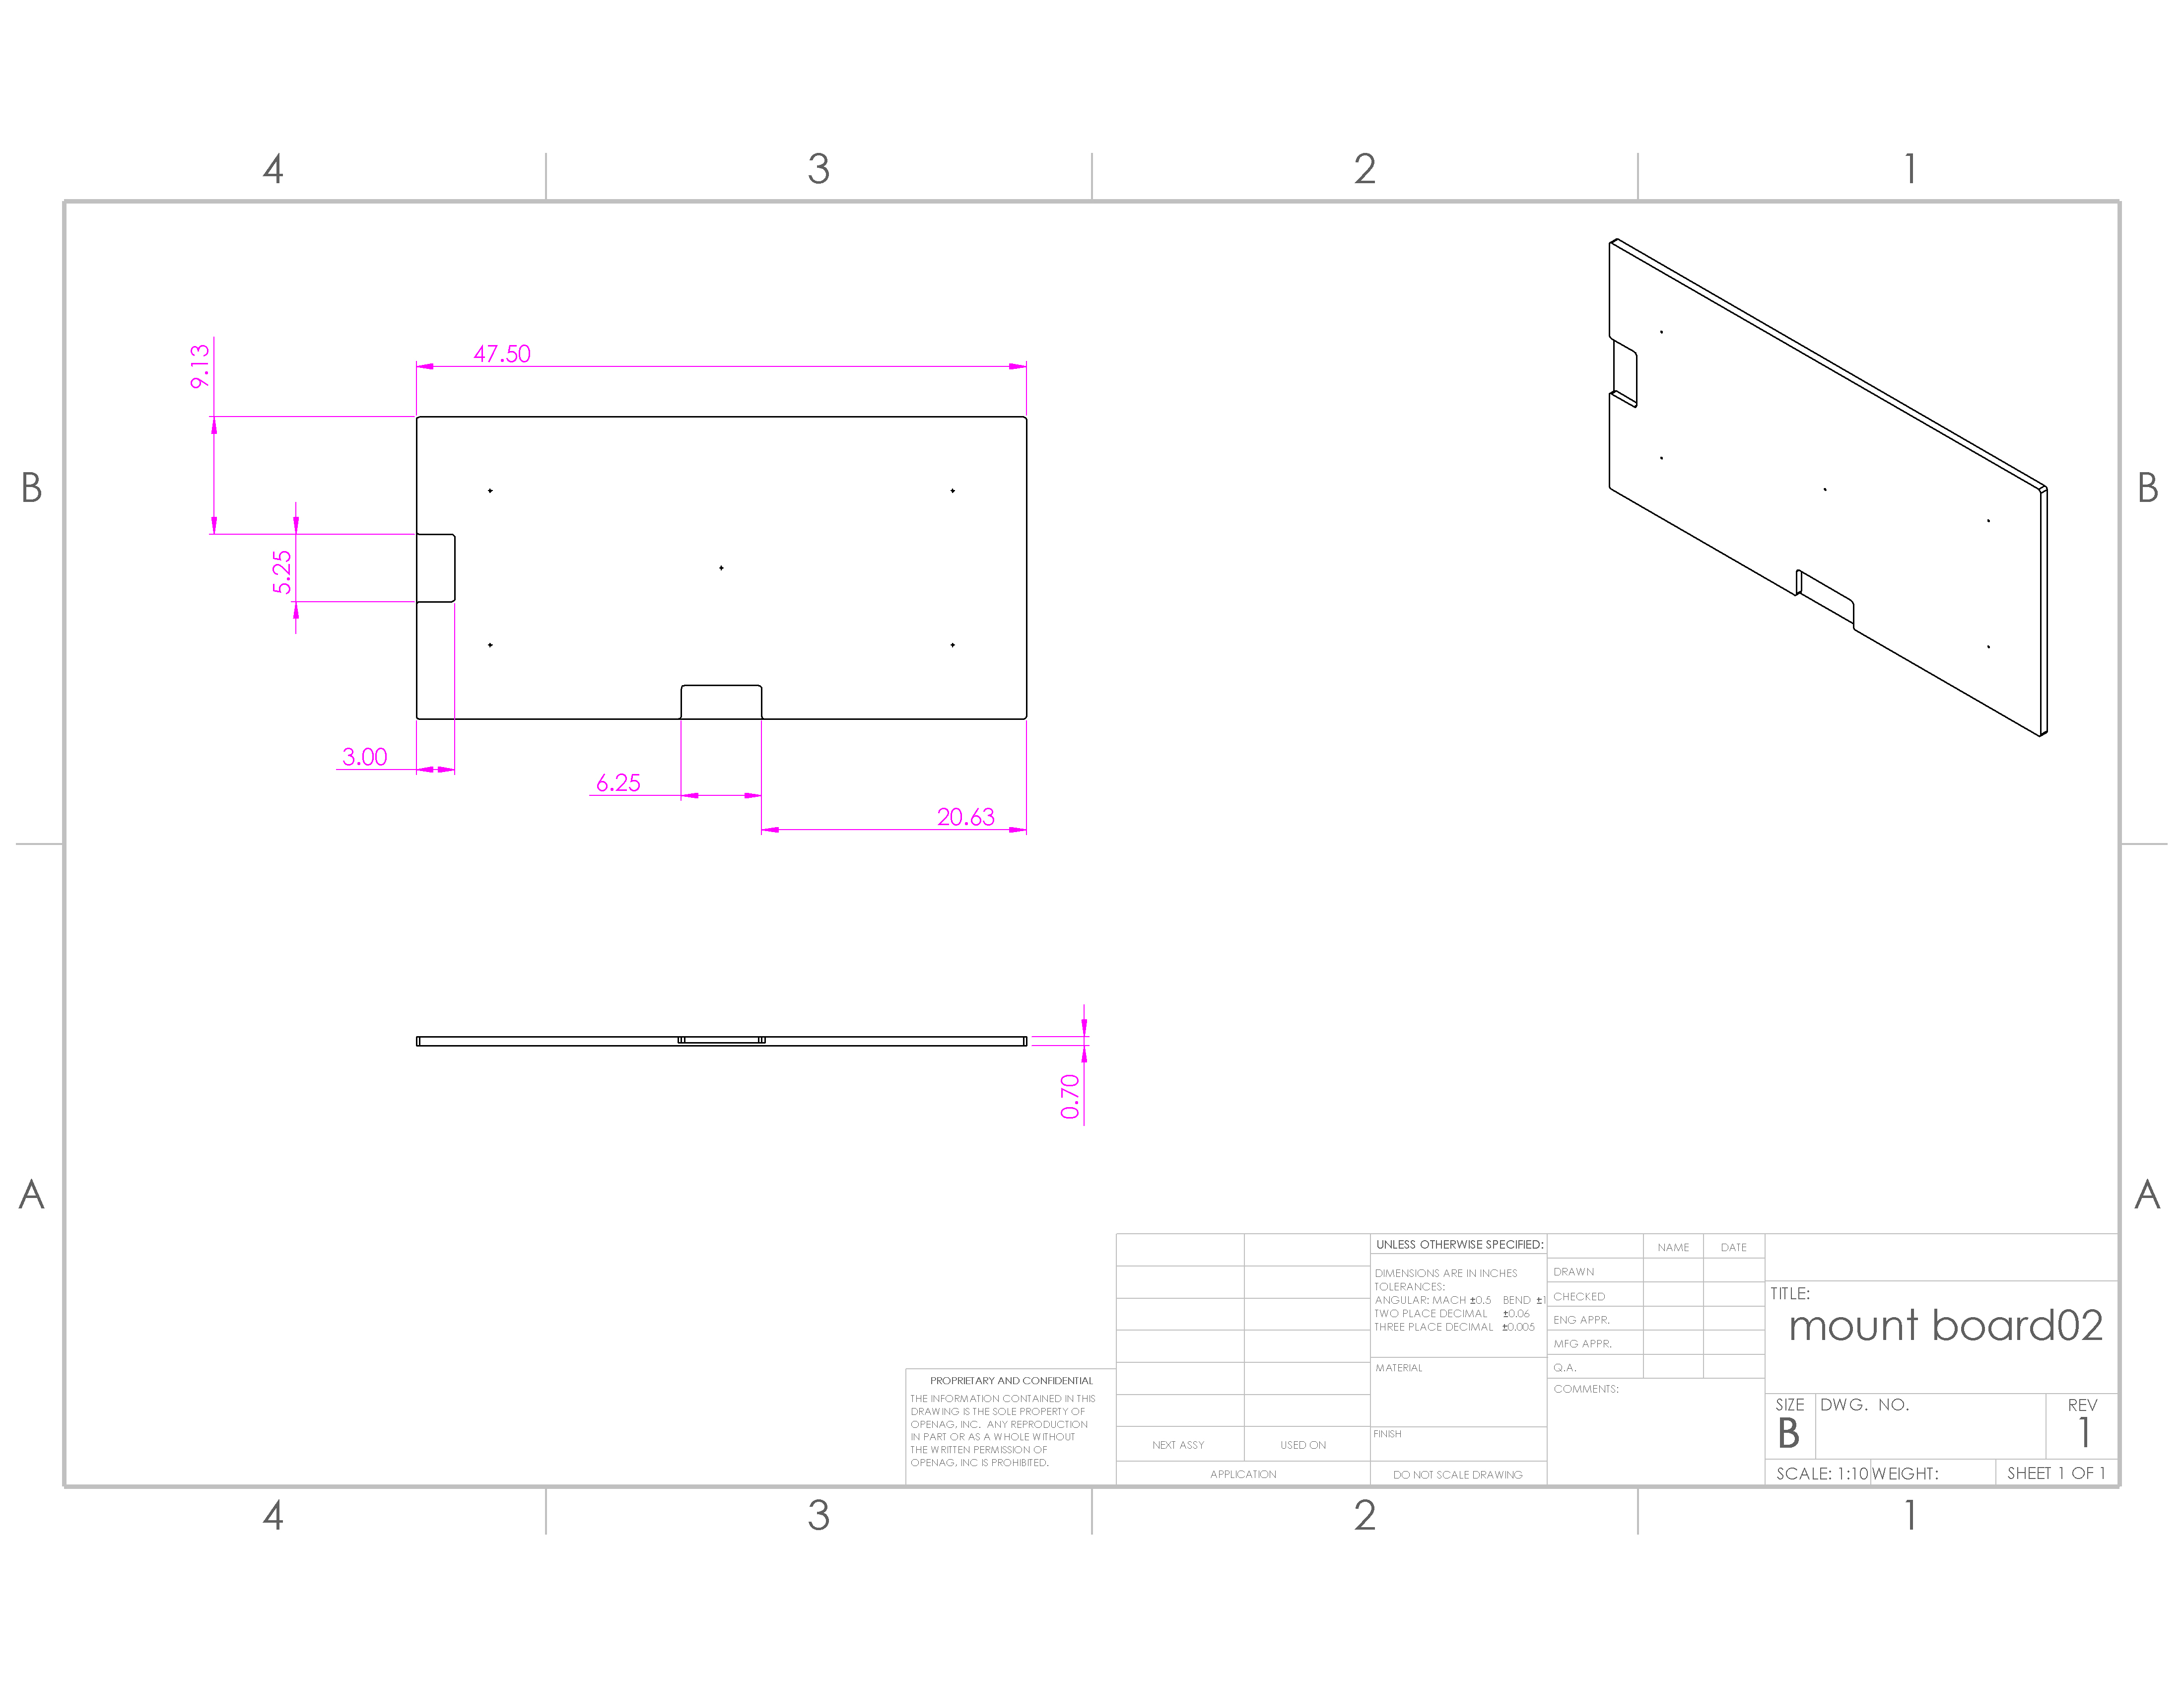 4 3 2 1
9.13
47.50
B B
5.25
3.00
6.25
20.63
0.70
A A
UNLESS OTHERWISE SPECIFIED:
DIMENSIONS ARE IN INCHES
TOLERANCES:
ANGULAR: MACH ±0.5 BEND ±1
TWO PLACE DECIMAL ±0.06
THREE PLACE DECIMAL ±0.005
MATERIAL
FINISH
DO NOT SCALE DRAWING
NAME DATE
DRAWN
CHECKED
ENG APPR.
MFG APPR.
Q.A.
COMMENTS:
TITLE:
mount board02
SIZE DWG. NO. REV
B 1
SCALE: 1:10 WEIGHT: SHEET 1 OF 1
PROPRIETARY AND CONFIDENTIAL
THE INFORMATION CONTAINED IN THIS
DRAWING IS THE SOLE PROPERTY OF
OPENAG, INC. ANY REPRODUCTION
IN PART OR AS A WHOLE WITHOUT
THE WRITTEN PERMISSION OF
OPENAG, INC IS PROHIBITED.
NEXT ASSY USED ON
APPLICATION
4 3 2 1